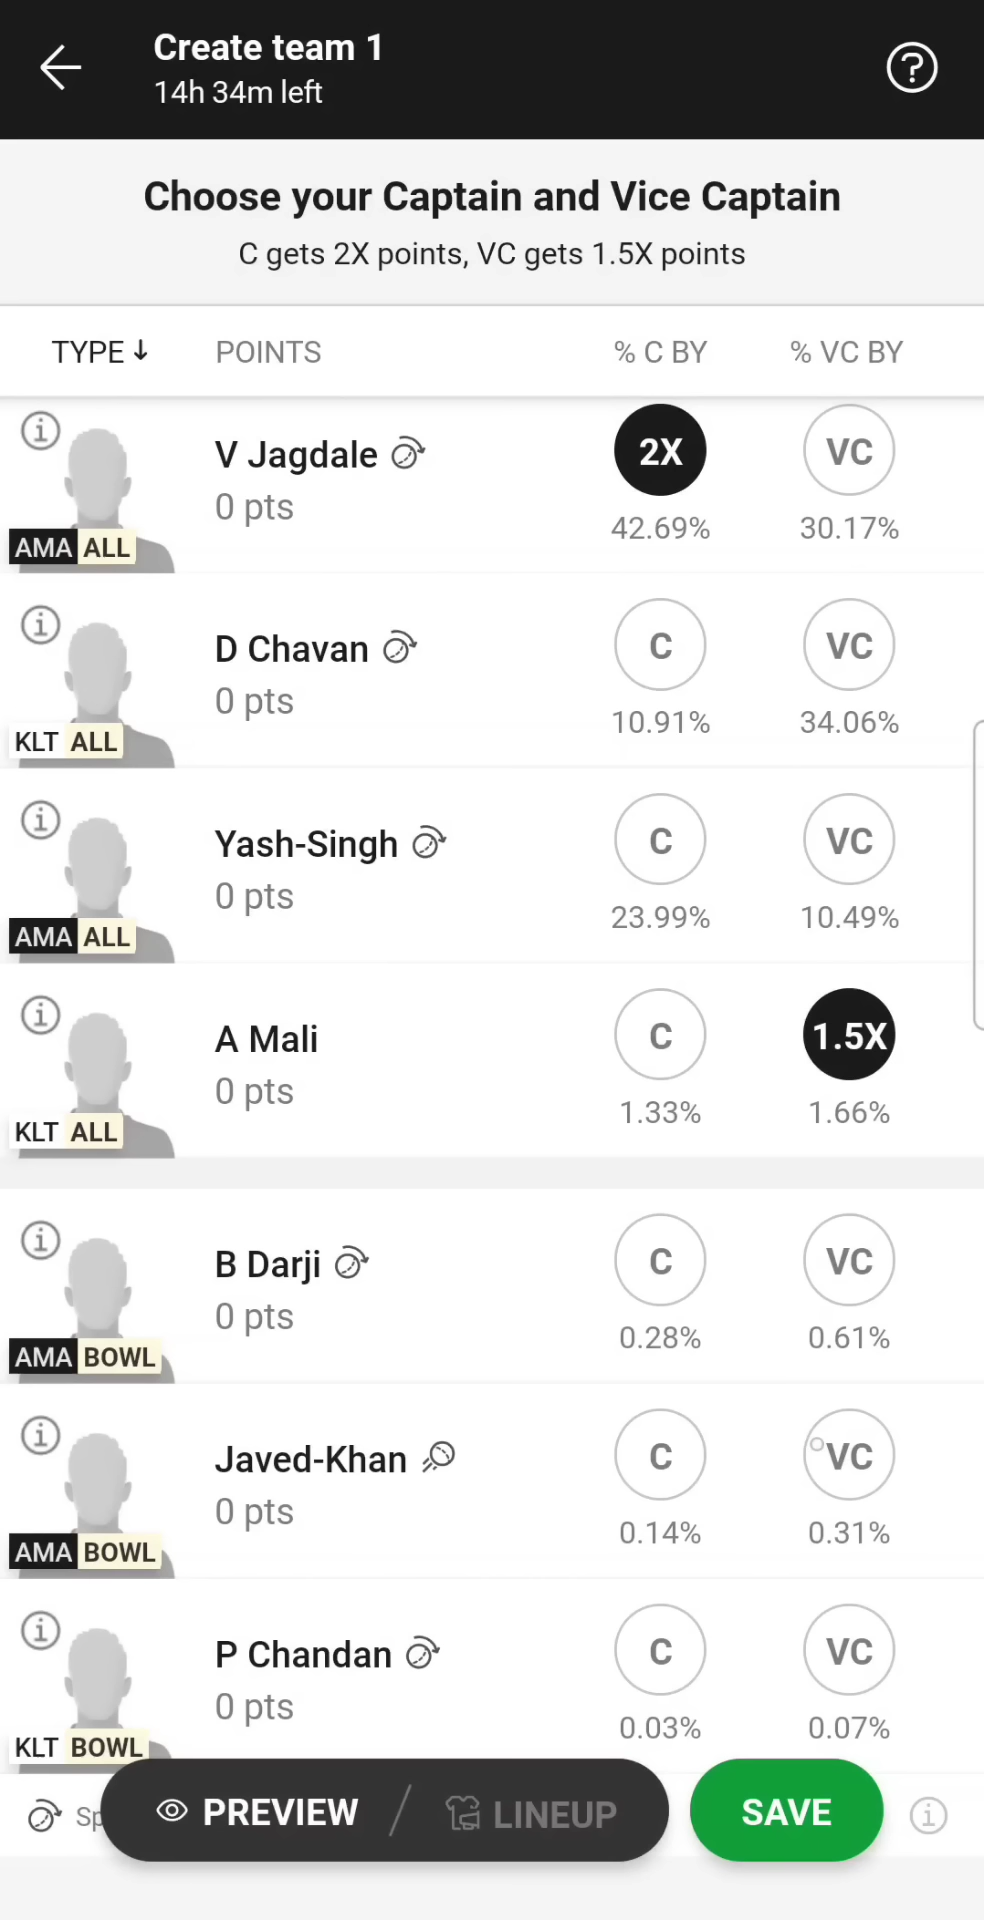 Create team 1
14h 34m left
Choose your Captain and Vice Captain
C gets 2X points, VC gets 1.5X points
TYPE POINTS % C BY % VC BY
V Jagdale 2X VC
0 pts 42.69% 30.17%
AMA ALL
D Chavan C VC
0 pts 10.91% 34.06%
KLT ALL
Yash-Singh C VC
0 pts 23.99% 10.49%
AMA ALL
A Mali C 1.5X
0 pts 1.33% 1.66%
KLT ALL
B Darji C VC
0 pts 0.28% 0.61%
AMA BOWL
Javed-Khan C VC
0 pts 0.14% 0.31%
AMA BOWL
P Chandan C VC
0 pts 0.03% 0.07%
KLT BOWL
PREVIEW LINEUP SAVE